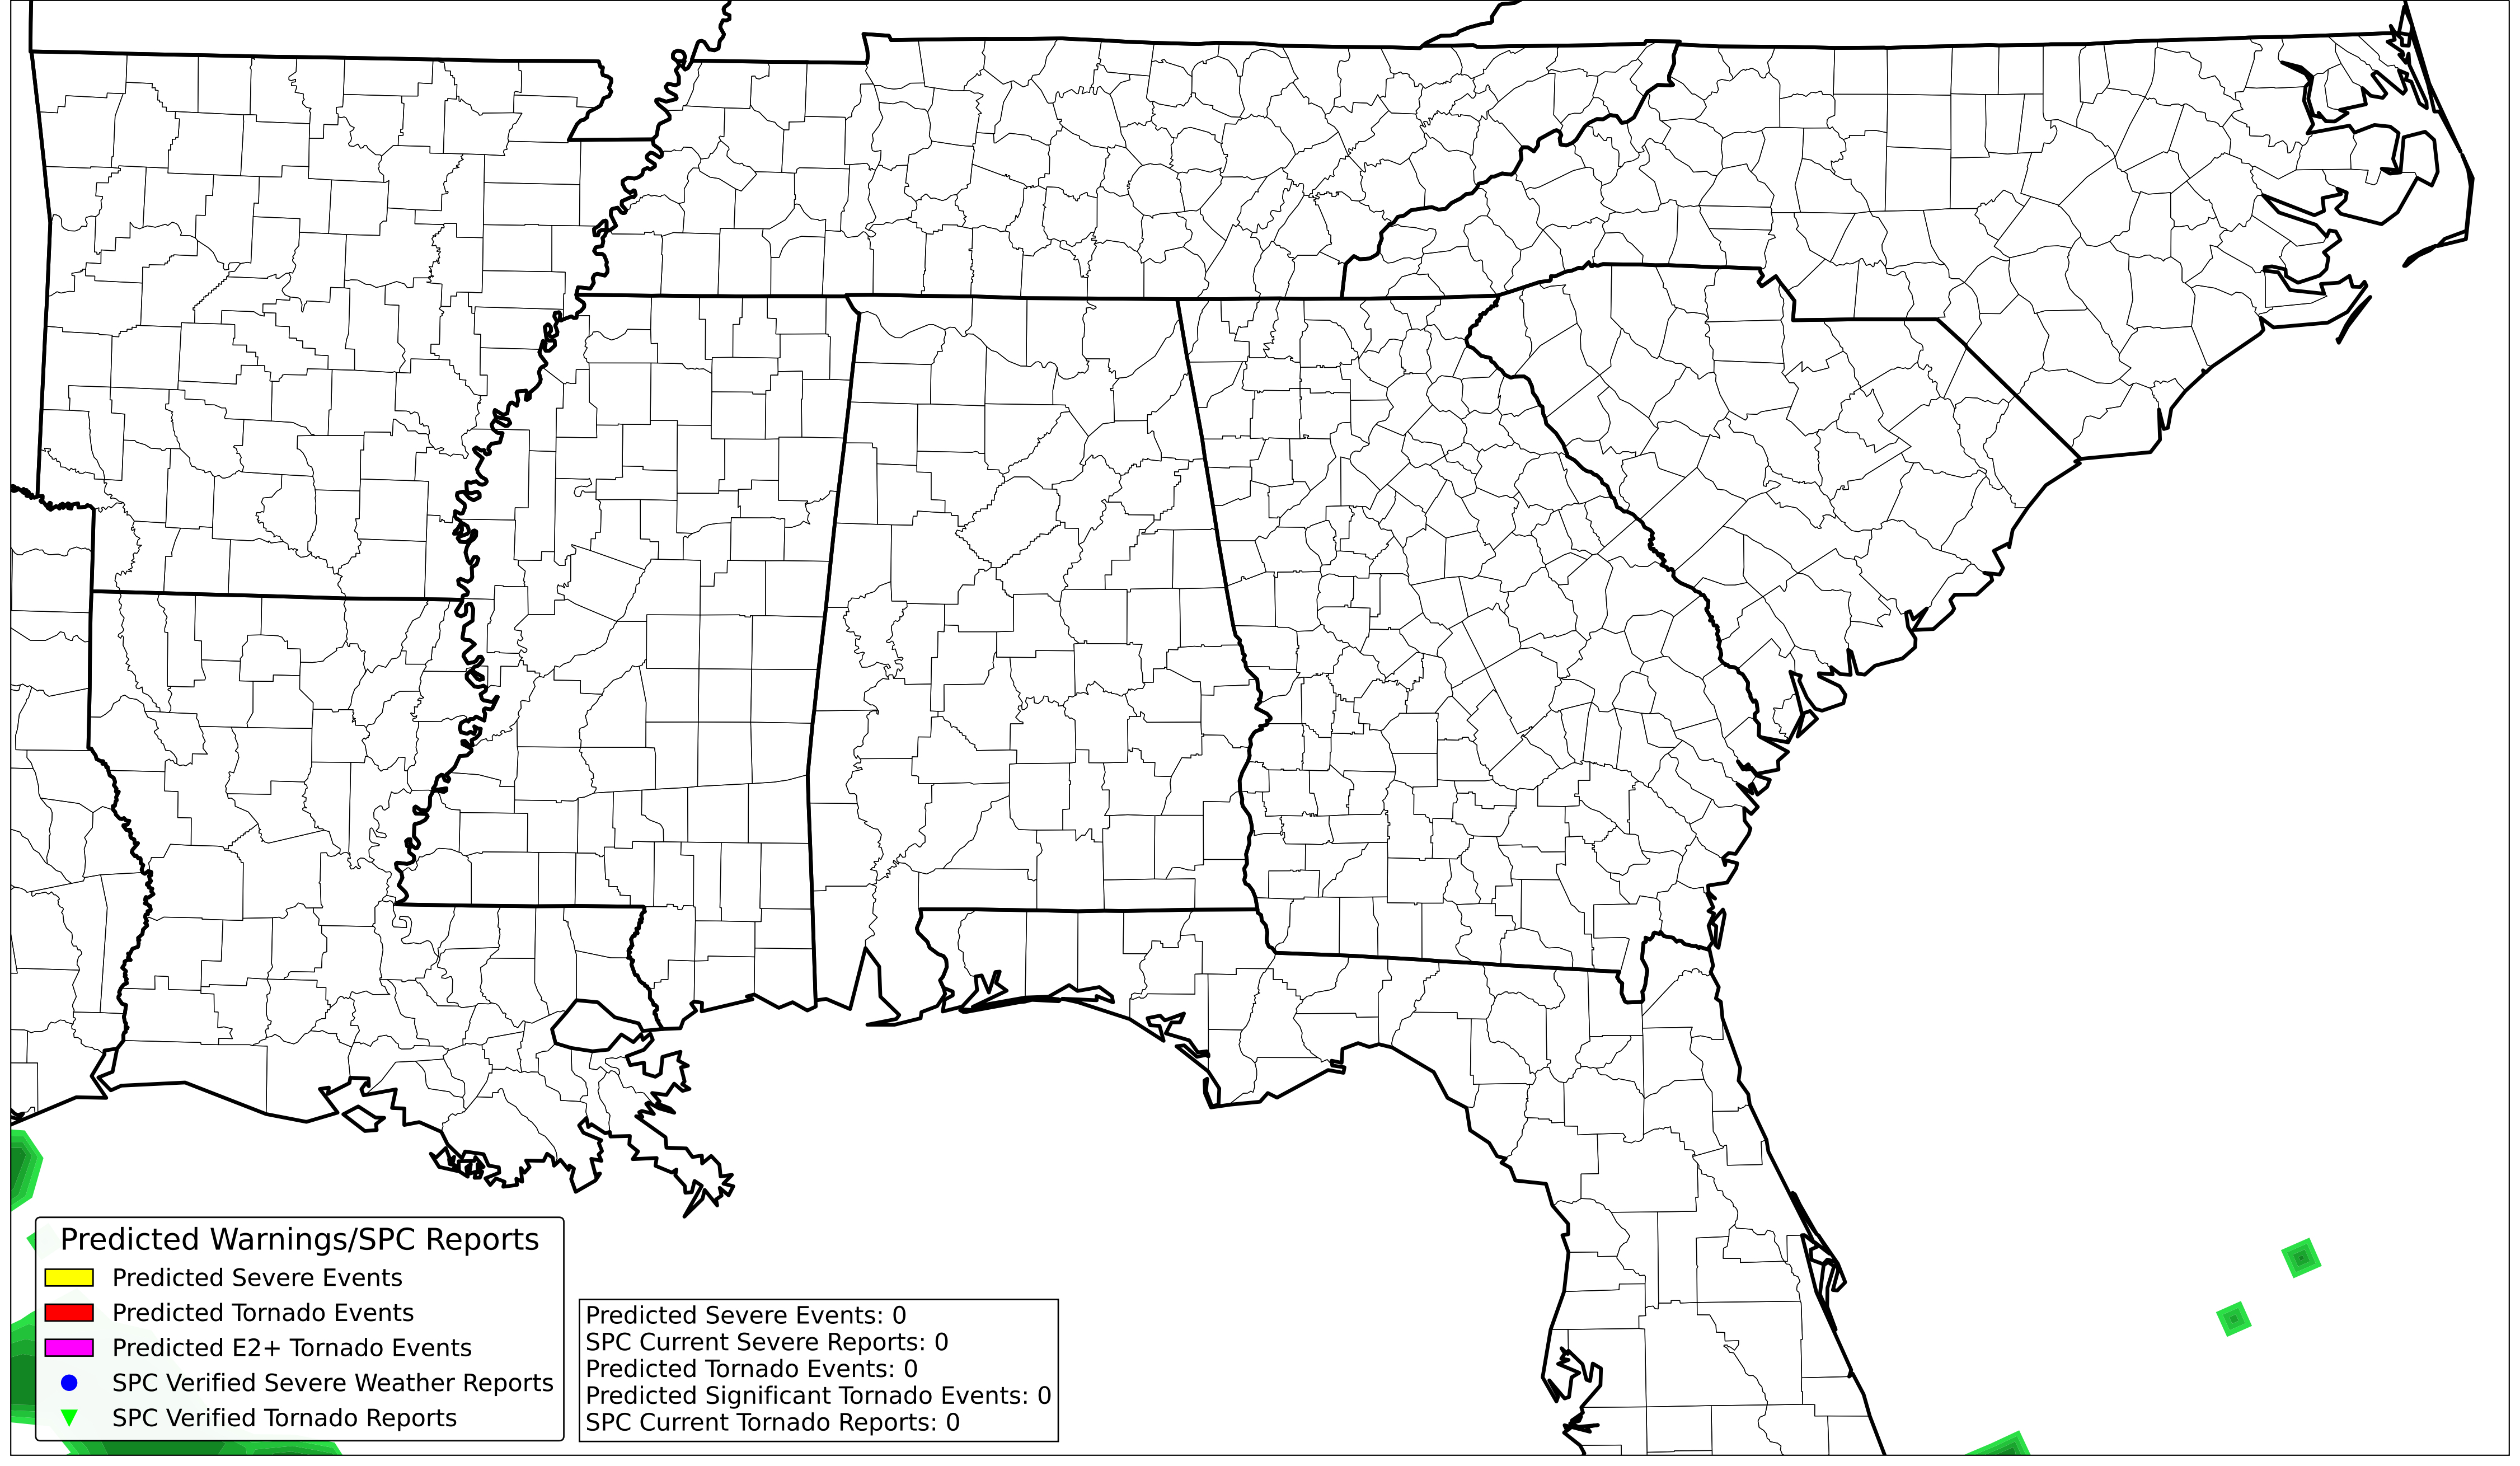 Predicted Warnings/SPC Reports
Predicted Severe Events
Predicted Tornado Events
Predicted E2+ Tornado Events
SPC Verified Severe Weather Reports
SPC Verified Tornado Reports
Predicted Severe Events: 0
SPC Current Severe Reports: 0
Predicted Tornado Events: 0
Predicted Significant Tornado Events: 0
SPC Current Tornado Reports: 0